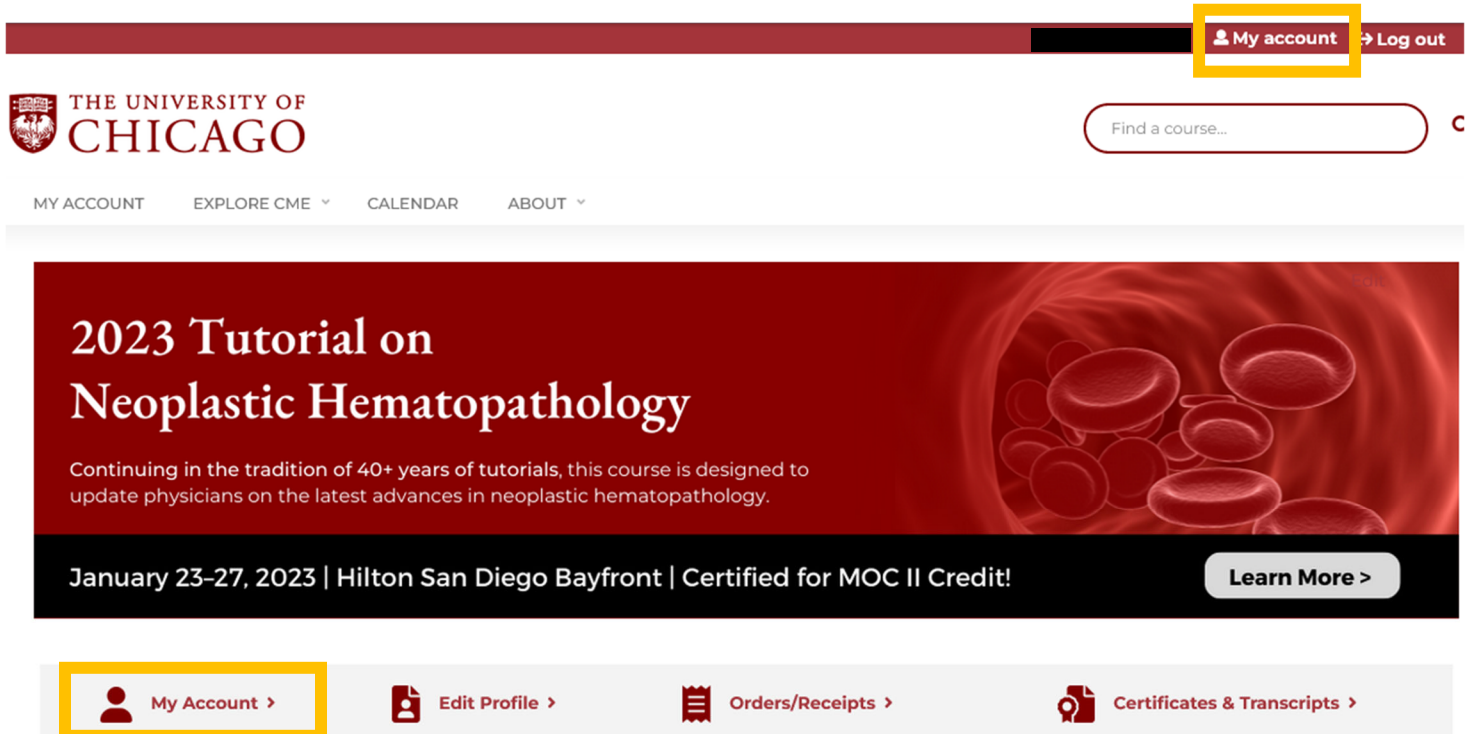 My account Log out
THE UNIVERSITY OF
CHICAGO
Find a course...
MY ACCOUNT EXPLORE CME CALENDAR ABOUT
Edit
2023 Tutorial on
Neoplastic Hematopathology
Continuing in the tradition of 40+ years of tutorials, this course is designed to
update physicians on the latest advances in neoplastic hematopathology.
January 23–27, 2023 | Hilton San Diego Bayfront | Certified for MOC II Credit!
Learn More >
My Account > Edit Profile > Orders/Receipts > Certificates & Transcripts >